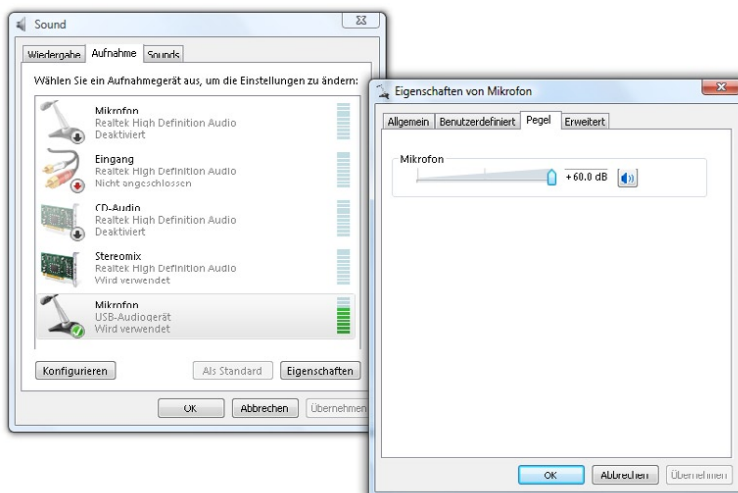 Sound
Wiedergabe Aufnahme Sounds
Wählen Sie ein Aufnahmegerät aus, um die Einstellungen zu ändern:
Mikrofon
Realtek High Definition Audio
Deaktiviert
Eingang
Realtek High Definition Audio
Nicht angeschlossen
CD-Audio
Realtek High Definition Audio
Deaktiviert
Stereomix
Realtek High Definition Audio
Wird verwendet
Mikrofon
USB-Audiogerät
Wird verwendet
Konfigurieren Als Standard Eigenschaften
OK Abbrechen Übernehmen
Eigenschaften von Mikrofon
Allgemein Benutzerdefiniert Pegel Erweitert
Mikrofon
+60.0 dB
OK Abbrechen Übernehmen